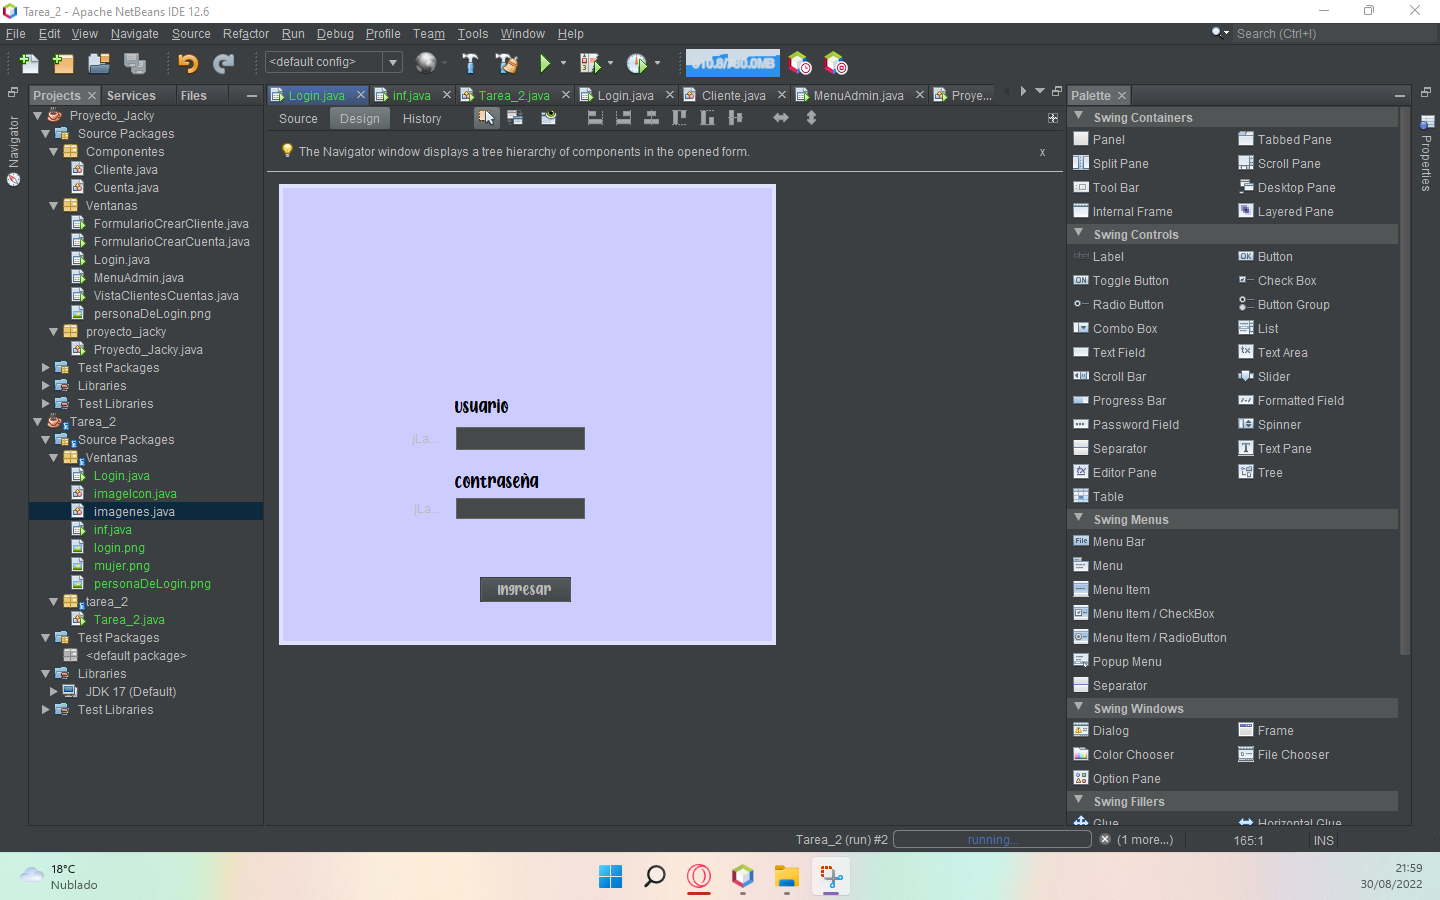 Tarea_2 - Apache NetBeans IDE 12.6
File Edit View Navigate Source Refactor Run Debug Profile Team Tools Window Help
Search (Ctrl+I)
<default config>
Projects Services Files
Login.java inf.java Tarea_2.java Login.java Cliente.java MenuAdmin.java Proye...
Source Design History
The Navigator window displays a tree hierarchy of components in the opened form.
x
Navigator
Proyecto_Jacky
Source Packages
Componentes
Cliente.java
Cuenta.java
Ventanas
FormularioCrearCliente.java
FormularioCrearCuenta.java
Login.java
MenuAdmin.java
VistaClientesCuentas.java
personaDeLogin.png
proyecto_jacky
Proyecto_Jacky.java
Test Packages
Libraries
Test Libraries
Tarea_2
Source Packages
Ventanas
Login.java
imageIcon.java
imagenes.java
inf.java
login.png
mujer.png
personaDeLogin.png
tarea_2
Tarea_2.java
Test Packages
<default package>
Libraries
JDK 17 (Default)
Test Libraries
usuario
jLa...
contraseña
jLa...
ingresar
Palette
Swing Containers
Panel Tabbed Pane
Split Pane Scroll Pane
Tool Bar Desktop Pane
Internal Frame Layered Pane
Swing Controls
Label Button
Toggle Button Check Box
Radio Button Button Group
Combo Box List
Text Field Text Area
Scroll Bar Slider
Progress Bar Formatted Field
Password Field Spinner
Separator Text Pane
Editor Pane Tree
Table
Swing Menus
Menu Bar
Menu
Menu Item
Menu Item / CheckBox
Menu Item / RadioButton
Popup Menu
Separator
Swing Windows
Dialog Frame
Color Chooser File Chooser
Option Pane
Swing Fillers
Glue Horizontal Glue
Properties
Tarea_2 (run) #2 running... (1 more...) 165:1 INS
18°C
Nublado
21:59
30/08/2022